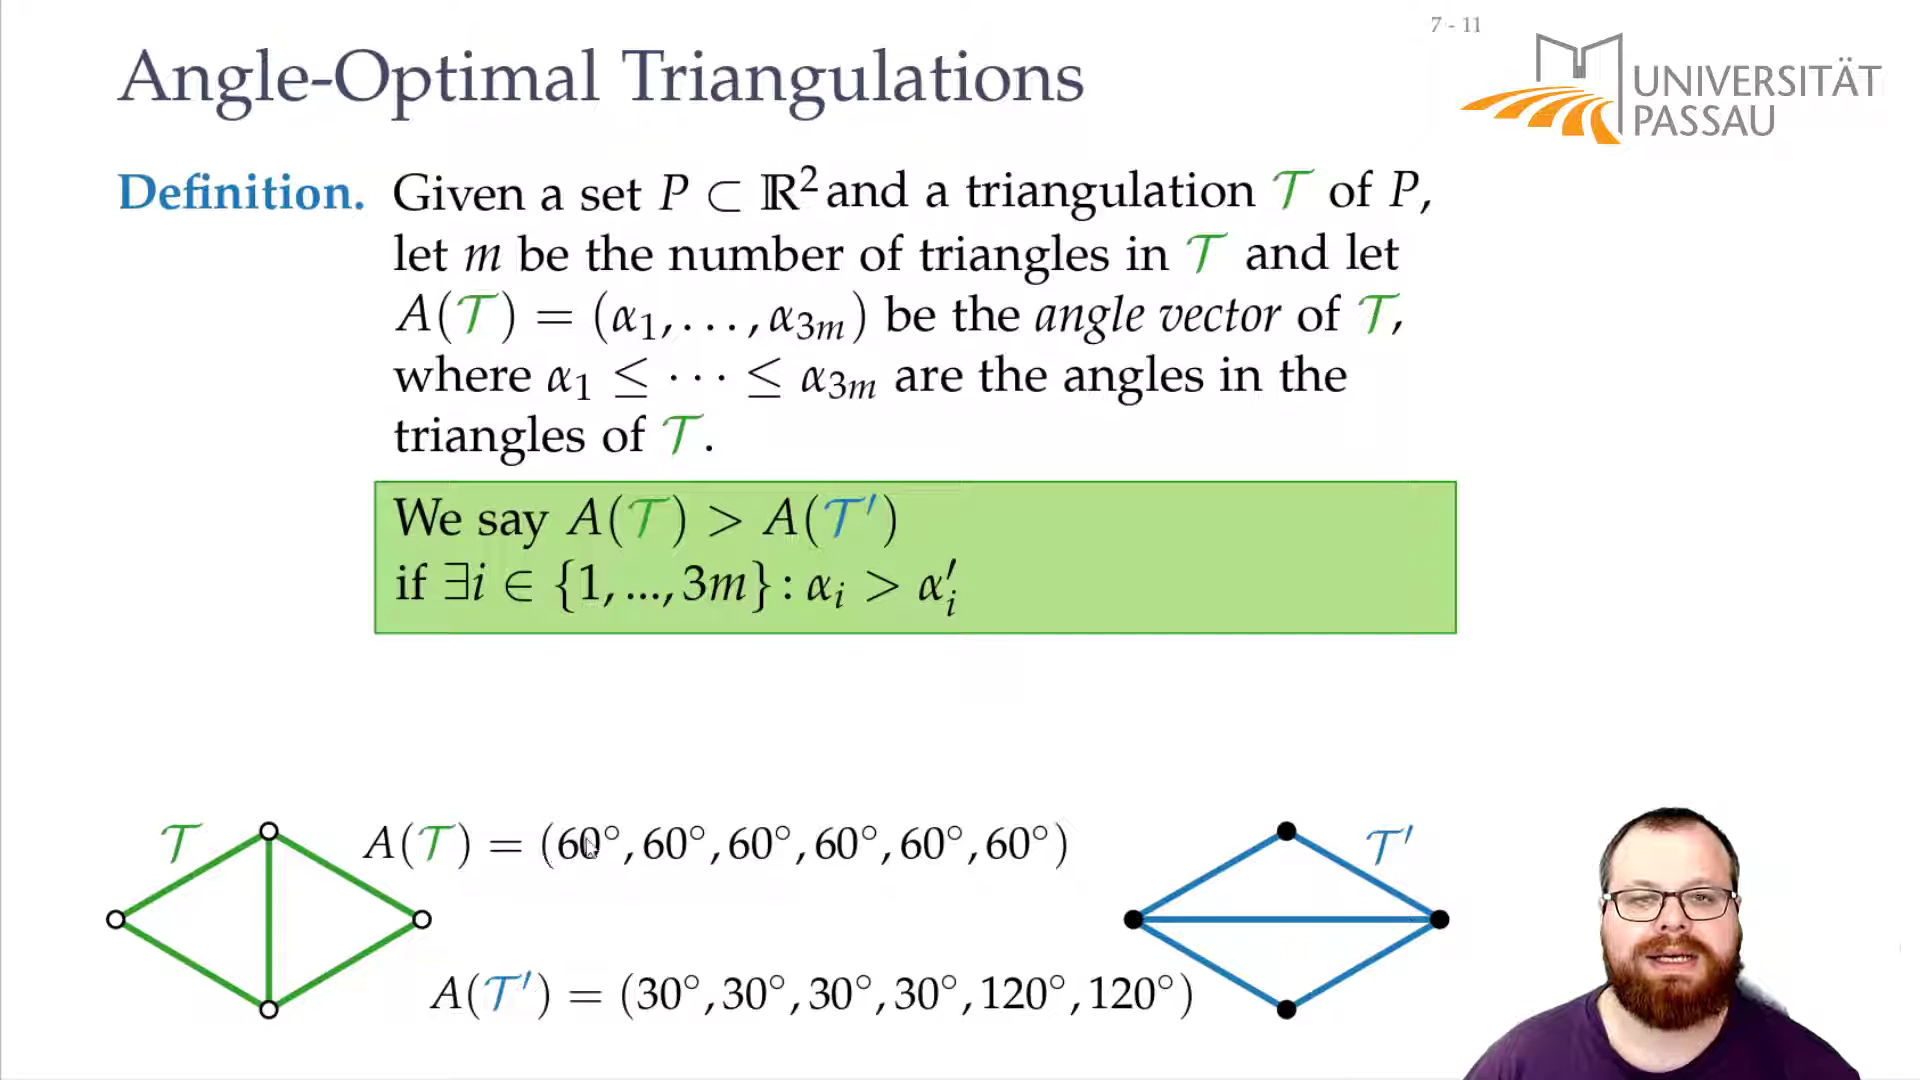 7 - 11
Angle-Optimal Triangulations
UNIVERSITÄT
PASSAU
Definition. Given a set P ⊂ ℝ² and a triangulation 𝒯 of P,
let m be the number of triangles in 𝒯 and let
A(𝒯) = (α₁, . . . , α₃ₘ) be the angle vector of 𝒯,
where α₁ ≤ · · · ≤ α₃ₘ are the angles in the
triangles of 𝒯.
We say A(𝒯) > A(𝒯′)
if ∃i ∈ {1, ..., 3m} : αᵢ > α′ᵢ
𝒯
A(𝒯) = (60°, 60°, 60°, 60°, 60°, 60°)
𝒯′
A(𝒯′) = (30°, 30°, 30°, 30°, 120°, 120°)